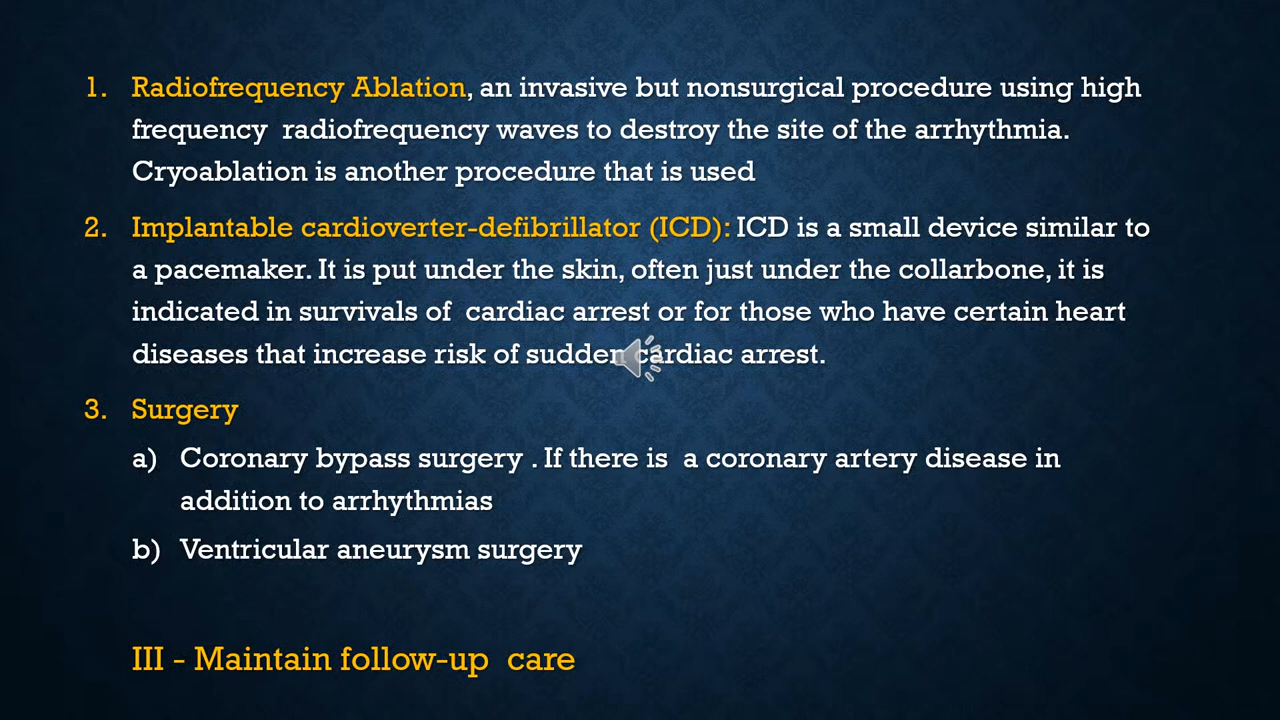 1. Radiofrequency Ablation, an invasive but nonsurgical procedure using high
frequency radiofrequency waves to destroy the site of the arrhythmia.
Cryoablation is another procedure that is used
2. Implantable cardioverter-defibrillator (ICD): ICD is a small device similar to
a pacemaker. It is put under the skin, often just under the collarbone, it is
indicated in survivals of cardiac arrest or for those who have certain heart
diseases that increase risk of sudden cardiac arrest.
3. Surgery
a) Coronary bypass surgery . If there is a coronary artery disease in
addition to arrhythmias
b) Ventricular aneurysm surgery
III - Maintain follow-up care